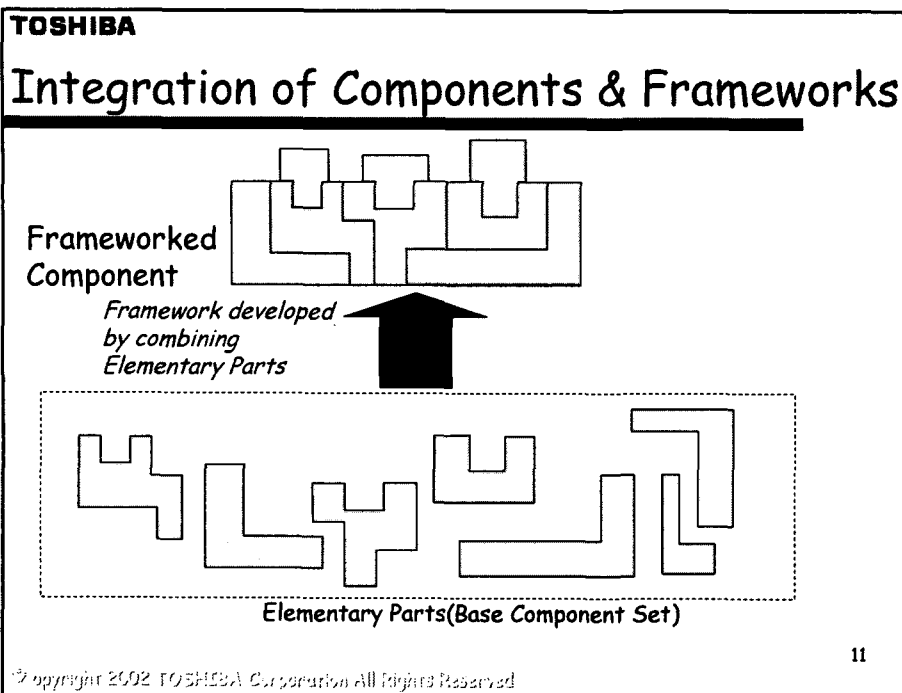 TOSHIBA
Integration of Components & Frameworks
Frameworked
Component
Framework developed
by combining
Elementary Parts
Elementary Parts(Base Component Set)
11
opyright 2002 TOSHIBA Corporation All Rights Reserved